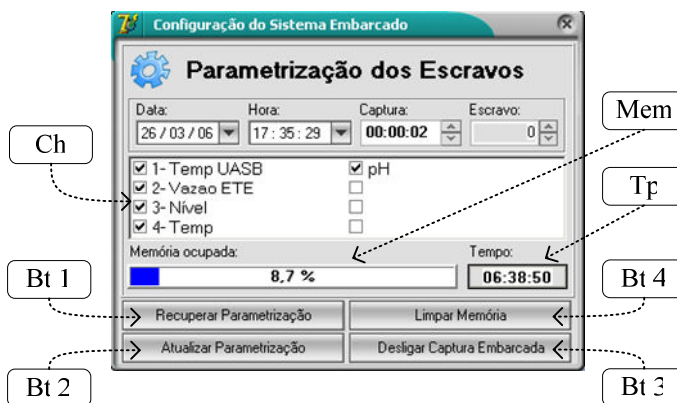 Configuração do Sistema Embarcado
Parametrização dos Escravos
Data: Hora: Captura: Escravo:
26 / 03 / 06 17 : 35 : 29 00:00:02 0
Mem
Ch
1- Temp UASB pH
2- Vazao ETE
3- Nível
4- Temp
Tp
Memória ocupada: Tempo:
8,7 % 06:38:50
Bt 1 Recuperar Parametrização Limpar Memória Bt 4
Bt 2 Atualizar Parametrização Desligar Captura Embarcada Bt 3